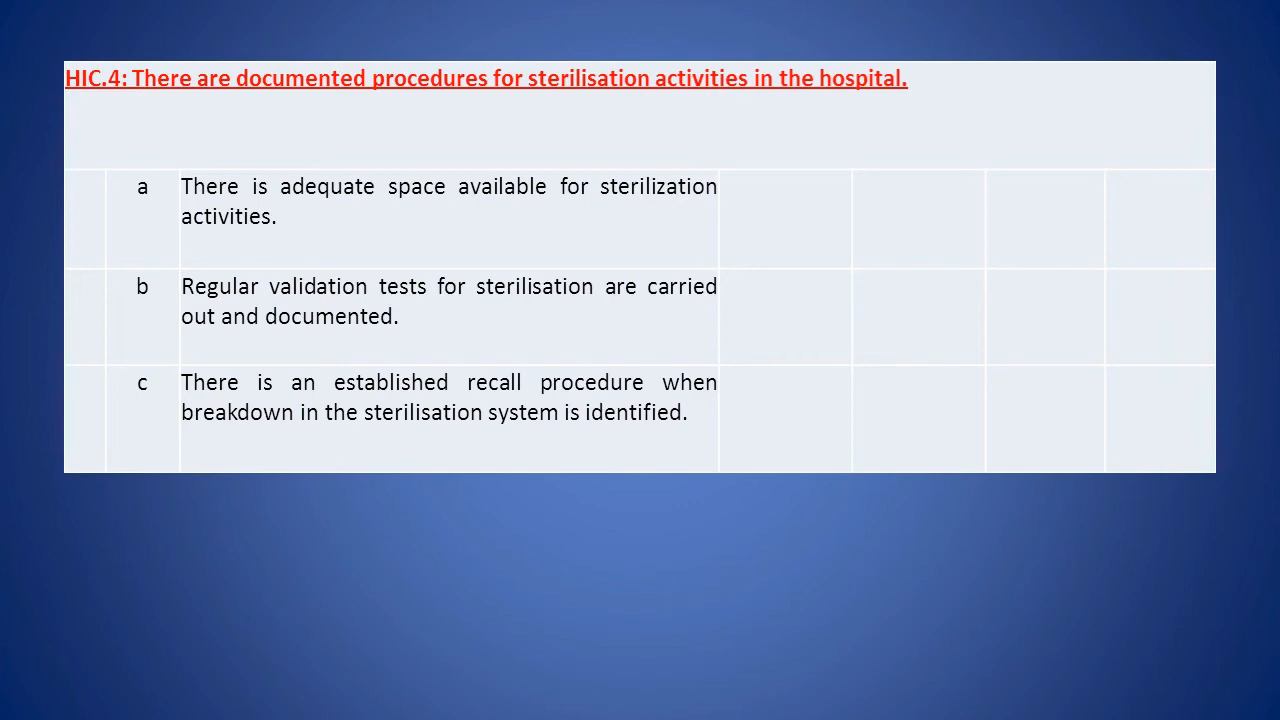 HIC.4: There are documented procedures for sterilisation activities in the hospital.
a There is adequate space available for sterilization
activities.
b Regular validation tests for sterilisation are carried
out and documented.
c There is an established recall procedure when
breakdown in the sterilisation system is identified.